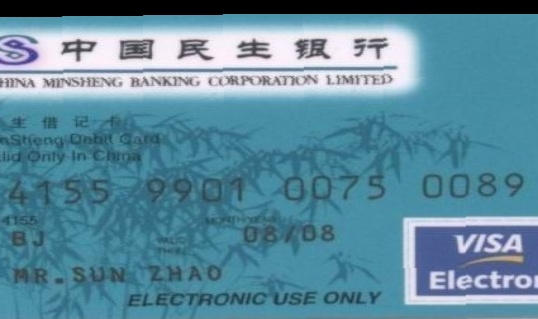 中国民生银行
HINA MINSHENG BANKING CORPORATION LIMITED
生借记卡
nSheng Debit Card
lid Only In China
4155 9901 0075 0089
4155 MONTH/YEAR
BJ VALID THRU 08/08
MR.SUN ZHAO
ELECTRONIC USE ONLY
VISA
Electron